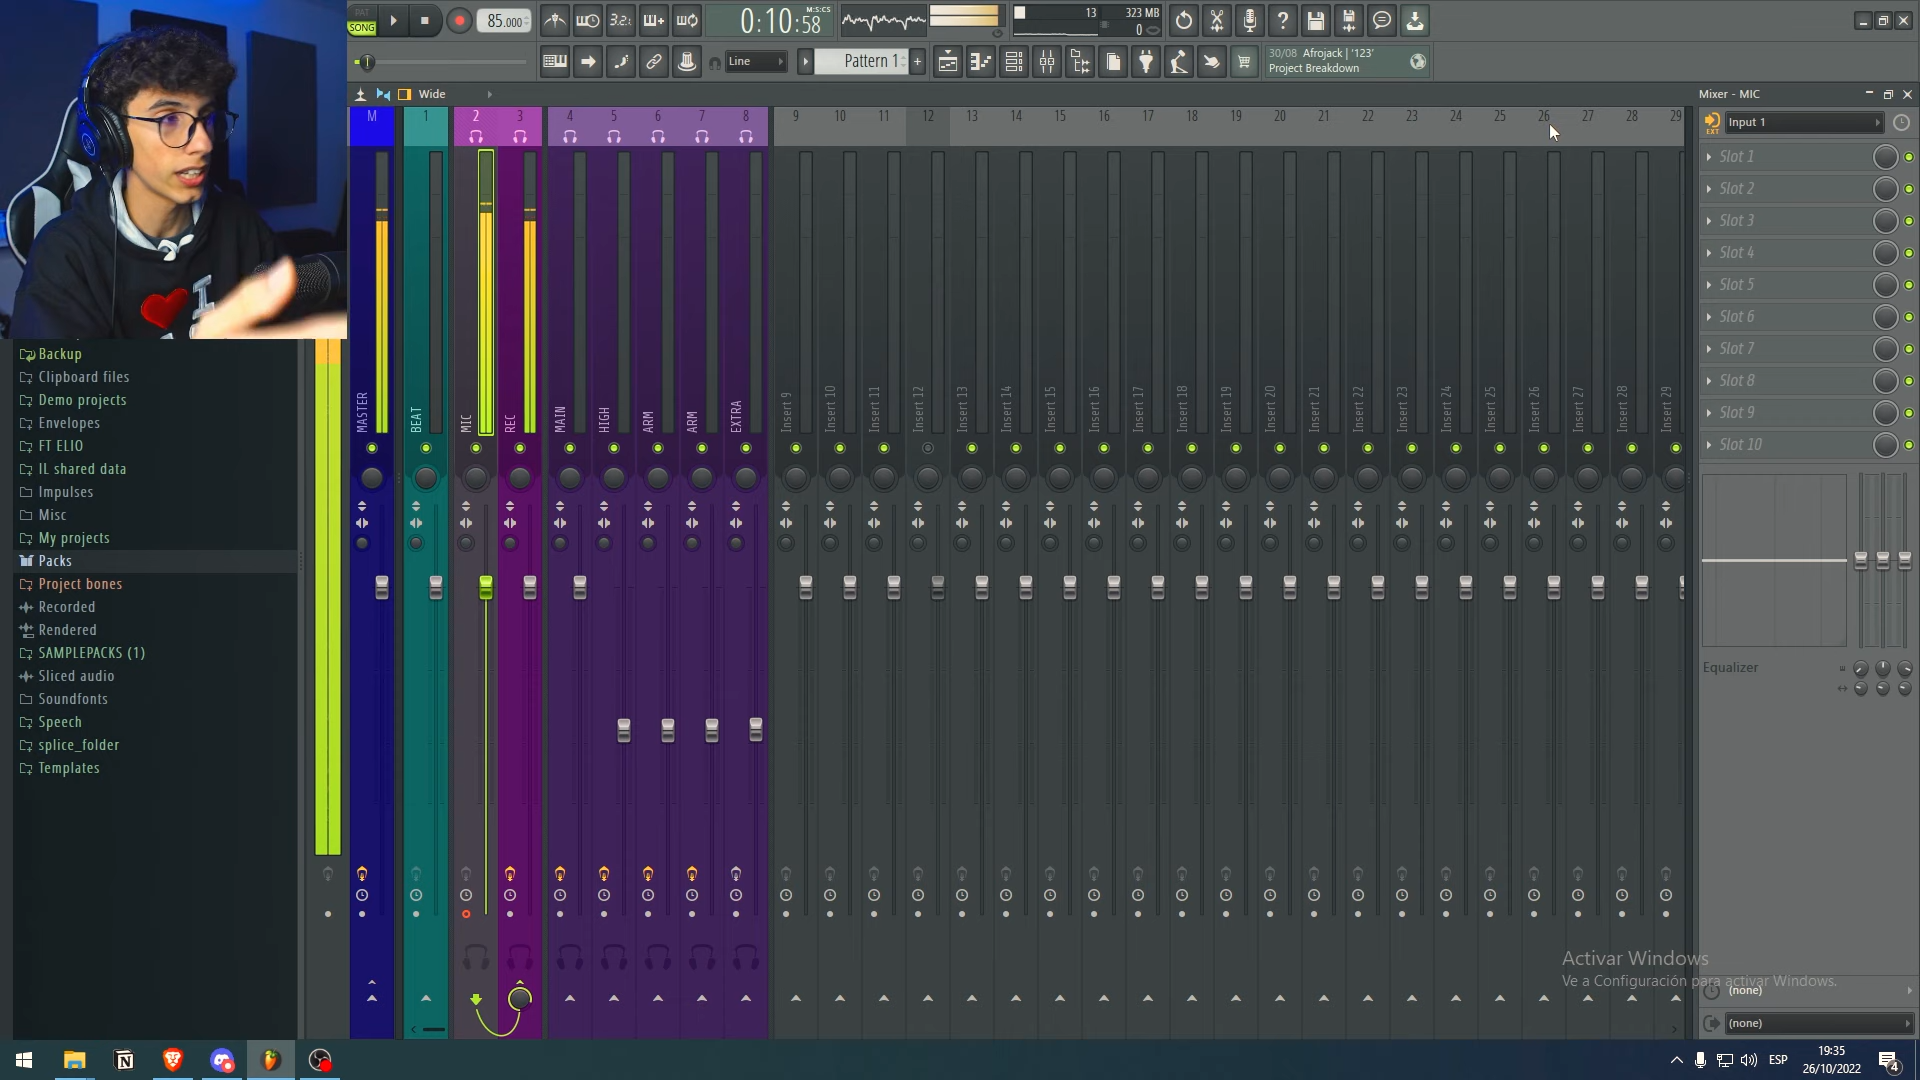 PAT
SONG
85.000
3.2.
0:10:58
M:S:CS
13
323 MB
0
Line
Pattern 1
+
30/08 Afrojack | '123'
Project Breakdown
Wide
Mixer - MIC
Input 1
EXT
M 1 2 3 4 5 6 7 8 9 10 11 12 13 14 15 16 17 18 19 20 21 22 23 24 25 26 27 28 29
Slot 1
Slot 2
Slot 3
Slot 4
Slot 5
Slot 6
Slot 7
Slot 8
Slot 9
Slot 10
Equalizer
I
Backup
Clipboard files
Demo projects
Envelopes
FT ELIO
IL shared data
Impulses
Misc
My projects
Packs
Project bones
Recorded
Rendered
SAMPLEPACKS (1)
Sliced audio
Soundfonts
Speech
splice_folder
Templates
MASTER
BEAT
MIC
REC
MAIN
HIGH
ARM
ARM
EXTRA
Insert 9
Insert 10
Insert 11
Insert 12
Insert 13
Insert 14
Insert 15
Insert 16
Insert 17
Insert 18
Insert 19
Insert 20
Insert 21
Insert 22
Insert 23
Insert 24
Insert 25
Insert 26
Insert 27
Insert 28
Insert 29
Activar Windows
Ve a Configuración para activar Windows.
(none)
(none)
ESP
19:35
26/10/2022
4